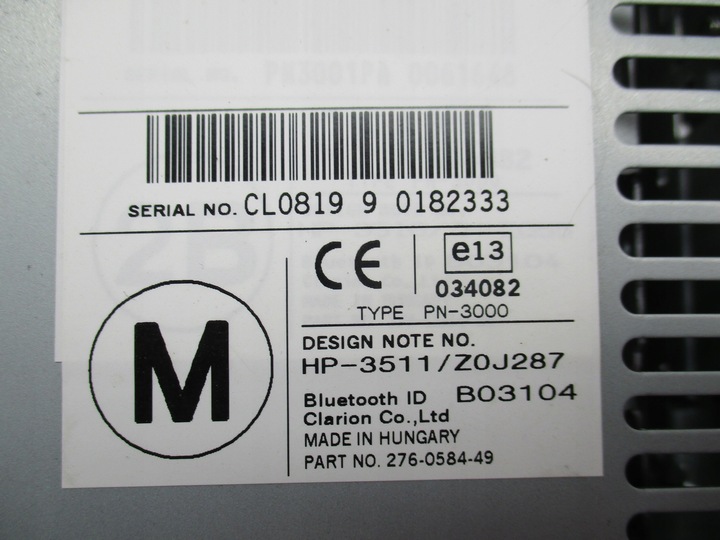 SERIAL NO. CL0819 9 0182333
CE e13
034082
TYPE PN-3000
M
DESIGN NOTE NO.
HP-3511/Z0J287
Bluetooth ID B03104
Clarion Co.,Ltd
MADE IN HUNGARY
PART NO. 276-0584-49